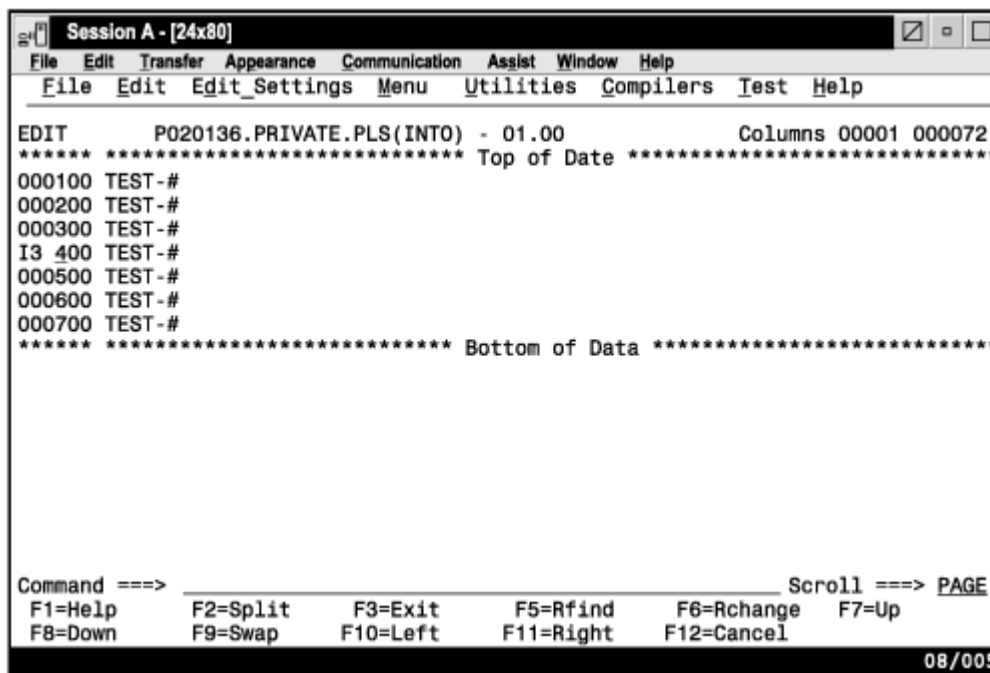 Session A - [24x80]
File Edit Transfer Appearance Communication Assist Window Help
File Edit Edit_Settings Menu Utilities Compilers Test Help
EDIT P020136.PRIVATE.PLS(INTO) - 01.00 Columns 00001 000072
****** ***************************** Top of Date ******************************
000100 TEST-#
000200 TEST-#
000300 TEST-#
I3 400 TEST-#
000500 TEST-#
000600 TEST-#
000700 TEST-#
****** **************************** Bottom of Data ****************************
Command ===> Scroll ===> PAGE
F1=Help F2=Split F3=Exit F5=Rfind F6=Rchange F7=Up
F8=Down F9=Swap F10=Left F11=Right F12=Cancel
08/005